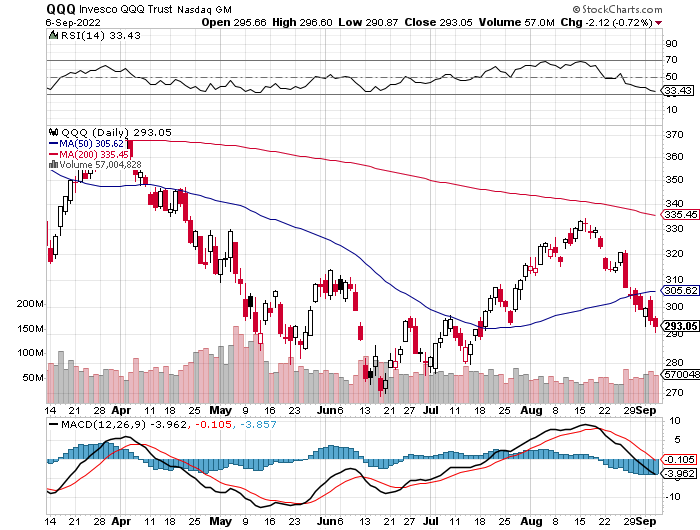 QQQ Invesco QQQ Trust Nasdaq GM
© StockCharts.com
6-Sep-2022
Open 295.66 High 296.60 Low 290.87 Close 293.05 Volume 57.0M Chg -2.12 (-0.72%)
RSI(14) 33.43
90
70
50
33.43
30
10
QQQ (Daily) 293.05
MA(50) 305.62
MA(200) 335.45
Volume 57,004,828
370
360
350
340
335.45
330
320
310
305.62
300
293.05
280
270
200M
150M
100M
50M
570048
14 21 28 Apr 11 18 25 May 9 16 23 Jun 6 13 21 27 Jul 11 18 25 Aug 8 15 22 29 Sep
MACD(12,26,9) -3.962, -0.105, -3.857
10
5
-0.105
-3.962
-10
14 21 28 Apr 11 18 25 May 9 16 23 Jun 6 13 21 27 Jul 11 18 25 Aug 8 15 22 29 Sep